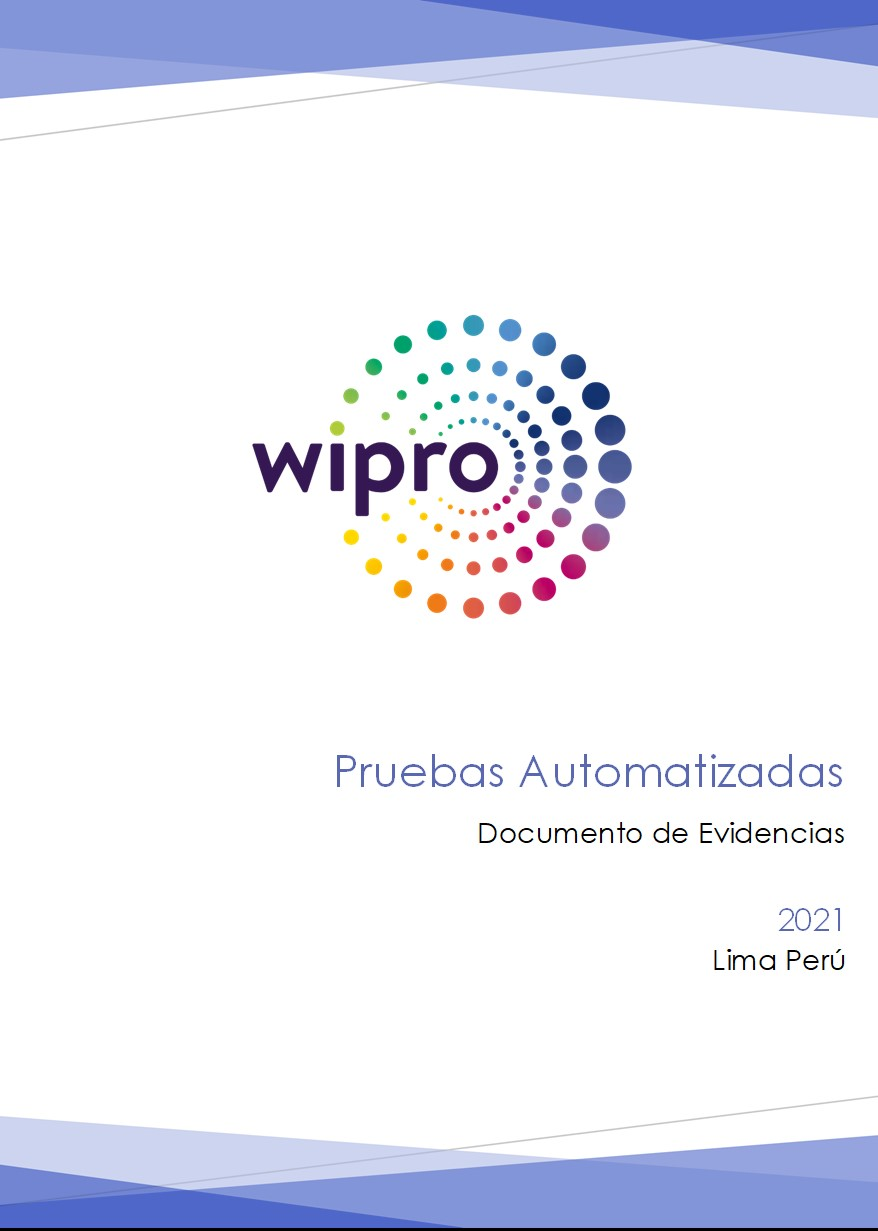 wipro
Pruebas Automatizadas
Documento de Evidencias
2021
Lima Perú